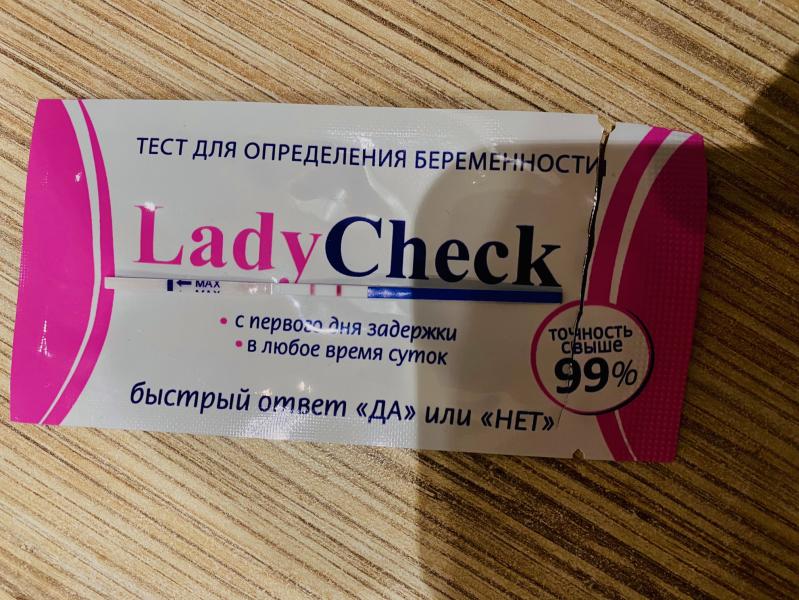 ТЕСТ ДЛЯ ОПРЕДЕЛЕНИЯ БЕРЕМЕННОСТИ
LadyCheck
MAX
MAX
• с первого дня задержки
• в любое время суток
точность
свыше
99%
быстрый ответ «ДА» или «НЕТ»